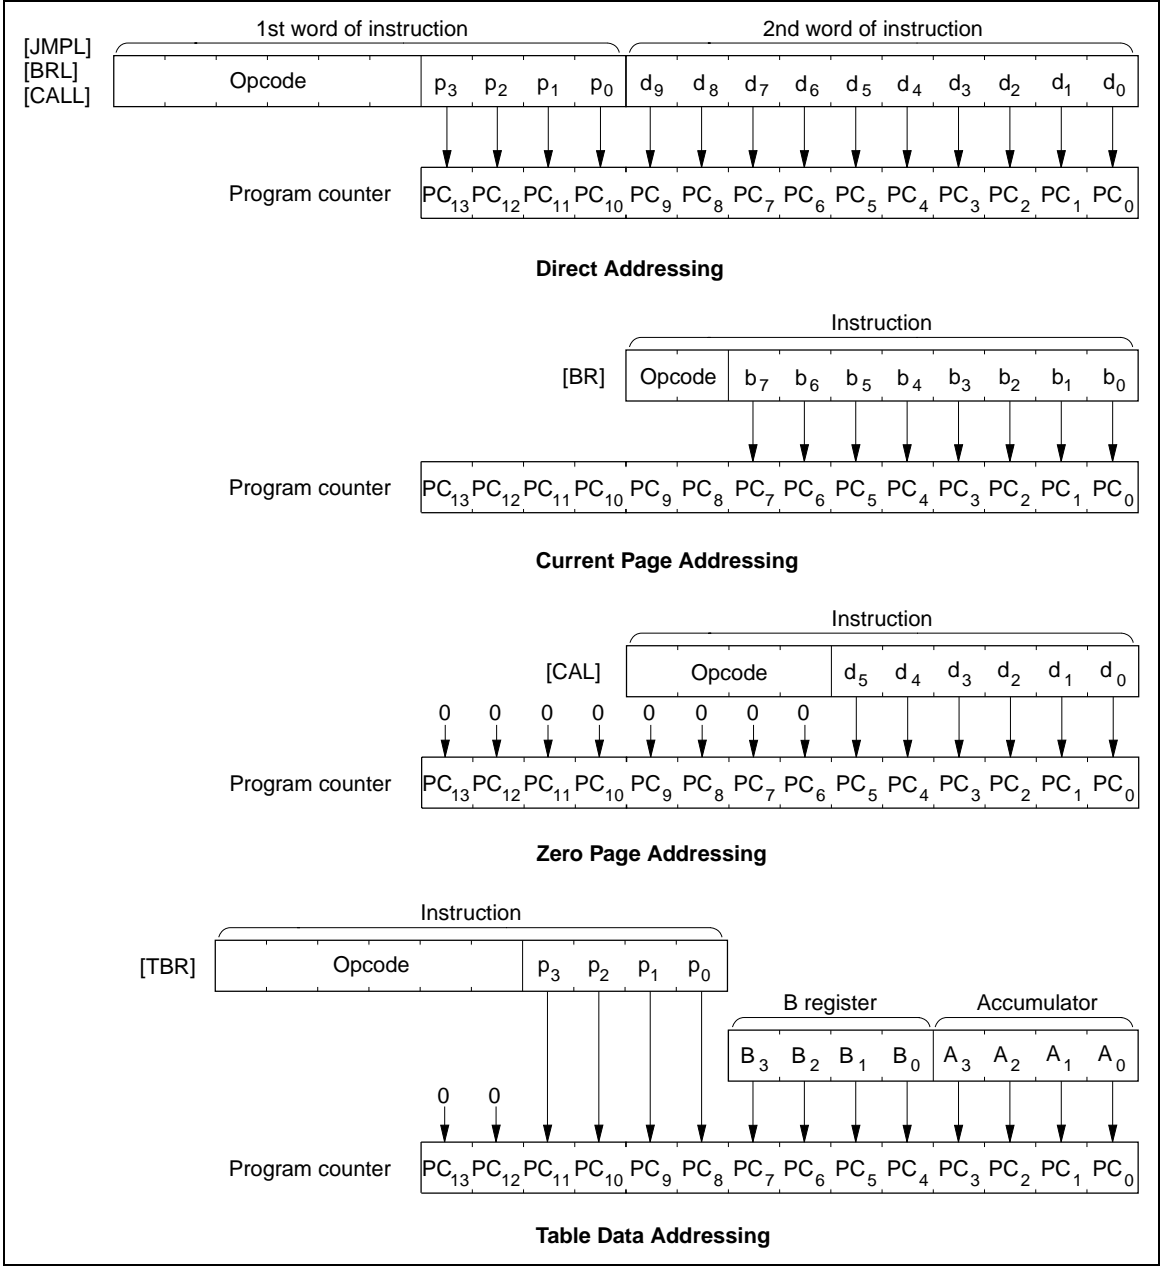 1st word of instruction 2nd word of instruction
[JMPL]
[BRL]
[CALL]
Opcode p3 p2 p1 p0 d9 d8 d7 d6 d5 d4 d3 d2 d1 d0
Program counter PC13 PC12 PC11 PC10 PC9 PC8 PC7 PC6 PC5 PC4 PC3 PC2 PC1 PC0
Direct Addressing
Instruction
[BR] Opcode b7 b6 b5 b4 b3 b2 b1 b0
Program counter PC13 PC12 PC11 PC10 PC9 PC8 PC7 PC6 PC5 PC4 PC3 PC2 PC1 PC0
Current Page Addressing
Instruction
[CAL] Opcode d5 d4 d3 d2 d1 d0
0 0 0 0 0 0 0 0
Program counter PC13 PC12 PC11 PC10 PC9 PC8 PC7 PC6 PC5 PC4 PC3 PC2 PC1 PC0
Zero Page Addressing
Instruction
[TBR] Opcode p3 p2 p1 p0
B register Accumulator
B3 B2 B1 B0 A3 A2 A1 A0
0 0
Program counter PC13 PC12 PC11 PC10 PC9 PC8 PC7 PC6 PC5 PC4 PC3 PC2 PC1 PC0
Table Data Addressing